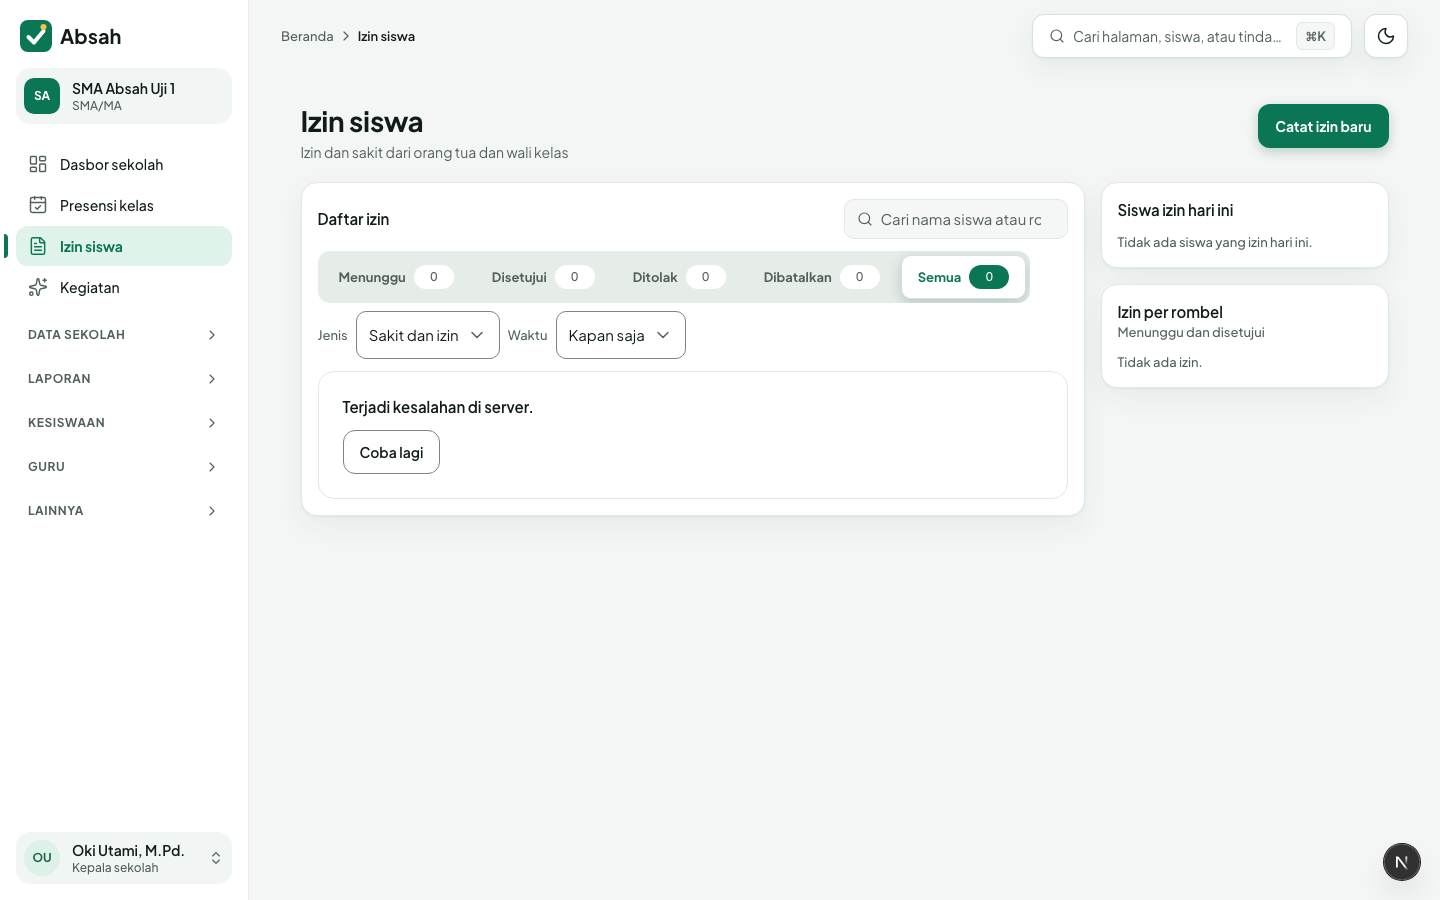 Absah
SA
SMA Absah Uji 1
SMA/MA
Dasbor sekolah
Presensi kelas
Izin siswa
Kegiatan
DATA SEKOLAH
LAPORAN
KESISWAAN
GURU
LAINNYA
OU
Oki Utami, M.Pd.
Kepala sekolah
Beranda > Izin siswa
Cari halaman, siswa, atau tinda... ⌘K
Izin siswa
Izin dan sakit dari orang tua dan wali kelas
Catat izin baru
Daftar izin
Cari nama siswa atau rc
Menunggu 0 Disetujui 0 Ditolak 0 Dibatalkan 0 Semua 0
Jenis Sakit dan izin Waktu Kapan saja
Terjadi kesalahan di server.
Coba lagi
Siswa izin hari ini
Tidak ada siswa yang izin hari ini.
Izin per rombel
Menunggu dan disetujui
Tidak ada izin.
N